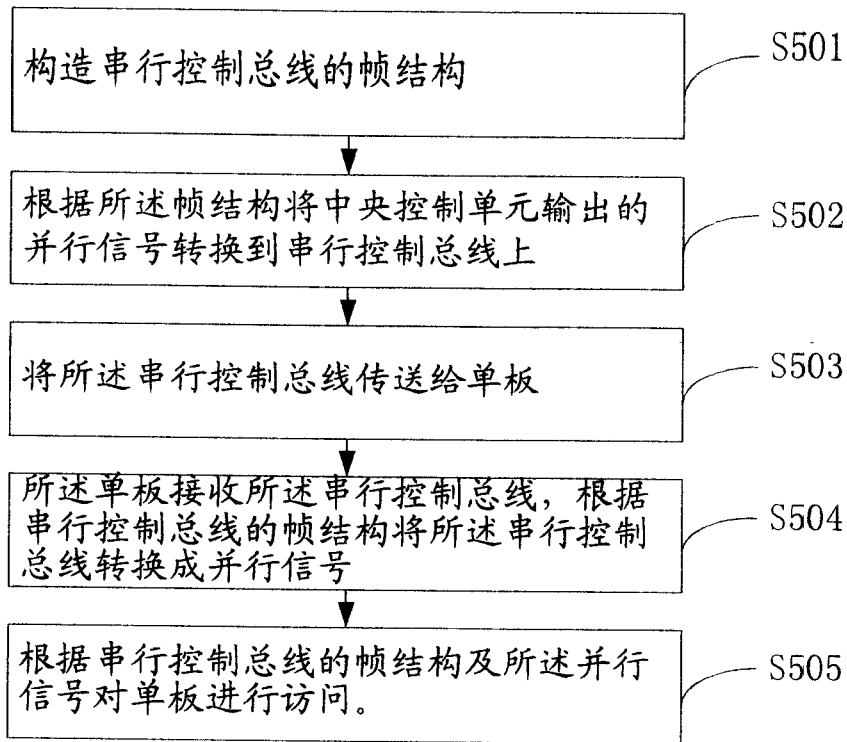 构造串行控制总线的帧结构
S501
根据所述帧结构将中央控制单元输出的
并行信号转换到串行控制总线上
S502
将所述串行控制总线传送给单板
S503
所述单板接收所述串行控制总线，根据
串行控制总线的帧结构将所述串行控制
总线转换成并行信号
S504
根据串行控制总线的帧结构及所述并行
信号对单板进行访问。
S505